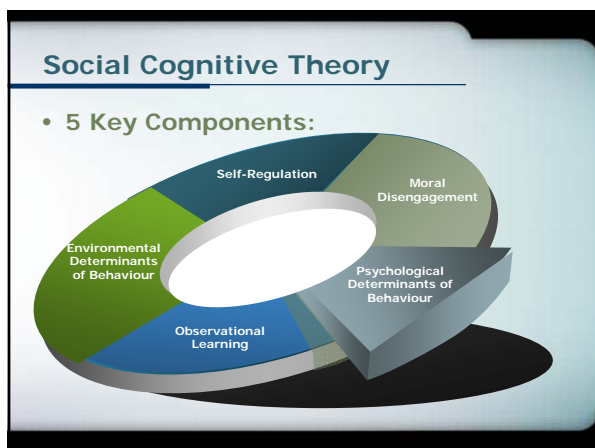 Social Cognitive Theory
• 5 Key Components:
Self-Regulation
Moral
Disengagement
Environmental
Determinants
of Behaviour
Psychological
Determinants of
Behaviour
Observational
Learning